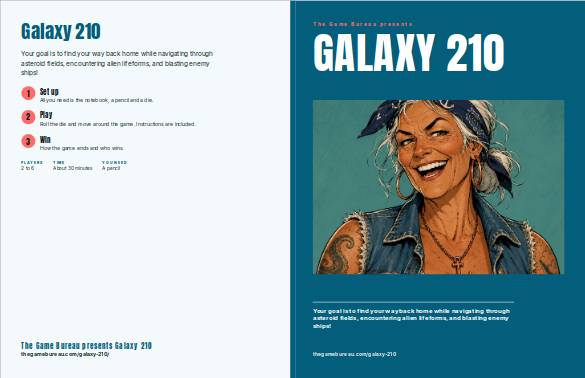 Galaxy 210
Your goal is to find your way back home while navigating through
asteroid fields, encountering alien lifeforms, and blasting enemy
ships!
1 Set up
All you need is the notebook, a pencil and a die.
2 Play
Roll the die and move around the game. Instructions are included.
3 Win
How the game ends and who wins.
PLAYERS TIME YOU NEED
2 to 6 About 30 minutes A pencil
The Game Bureau presents Galaxy 210
thegamebureau.com/galaxy-210/
The Game Bureau presents
GALAXY 210
Your goal is to find your way back home while navigating through
asteroid fields, encountering alien lifeforms, and blasting enemy
ships!
thegamebureau.com/galaxy-210